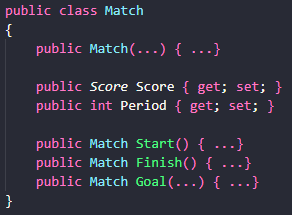 public class Match
{
public Match(...) { ...}
public Score Score { get; set; }
public int Period { get; set; }
public Match Start() { ...}
public Match Finish() { ...}
public Match Goal(...) { ...}
}